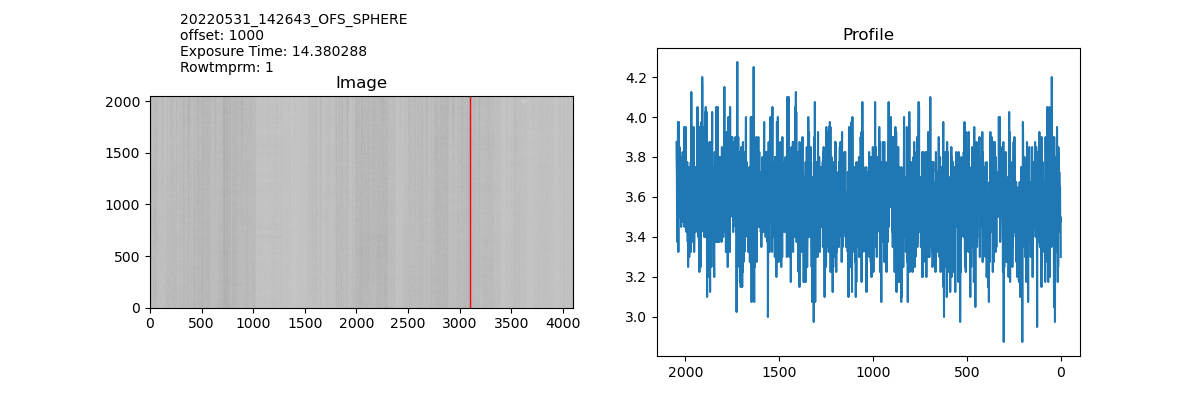 20220531_142643_OFS_SPHERE
offset: 1000
Exposure Time: 14.380288
Rowtmprm: 1
Image
2000
1500
1000
500
0
0 500 1000 1500 2000 2500 3000 3500 4000
Profile
4.2
4.0
3.8
3.6
3.4
3.2
3.0
2000 1500 1000 500 0